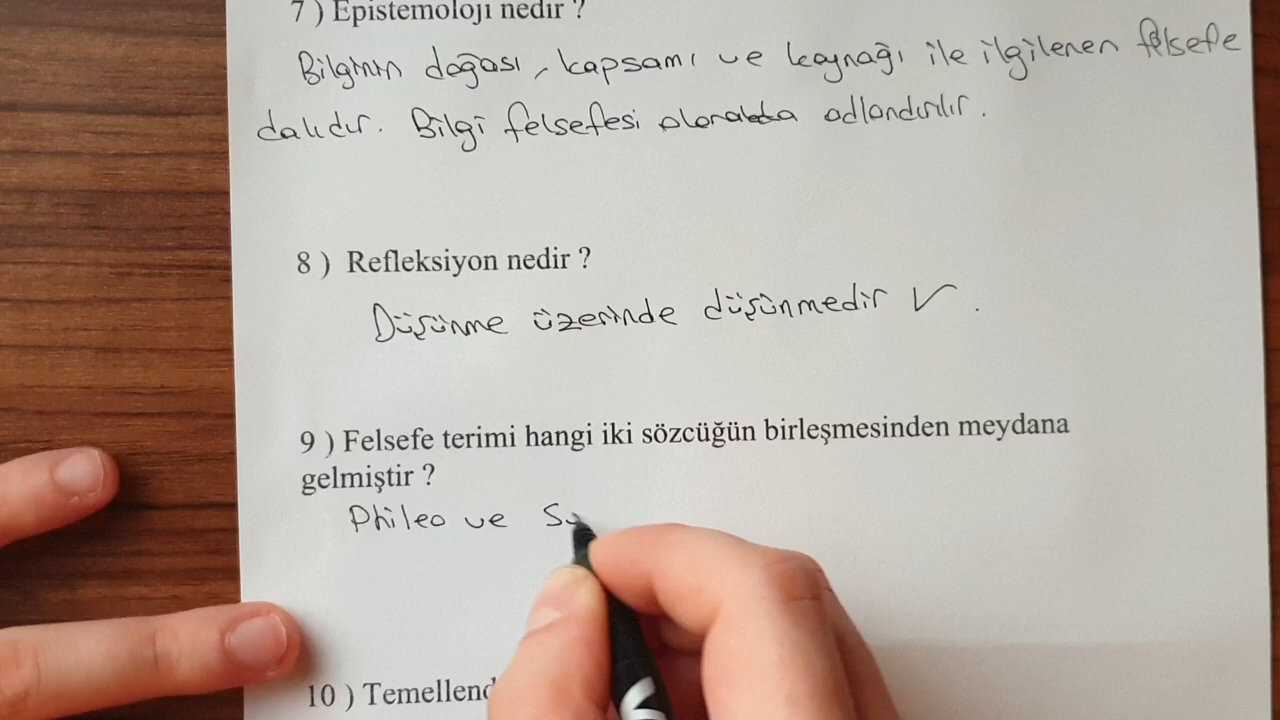 7 ) Epistemoloji nedir ?
Bilginin doğası, kapsamı ve kaynağı ile ilgilenen felsefe
dalıdır. Bilgi felsefesi olarakta adlandırılır.
8 ) Refleksiyon nedir ?
Düşünme üzerinde düşünmedir ✓ .
9 ) Felsefe terimi hangi iki sözcüğün birleşmesinden meydana
gelmiştir ?
Phileo ve
10 ) Temellend